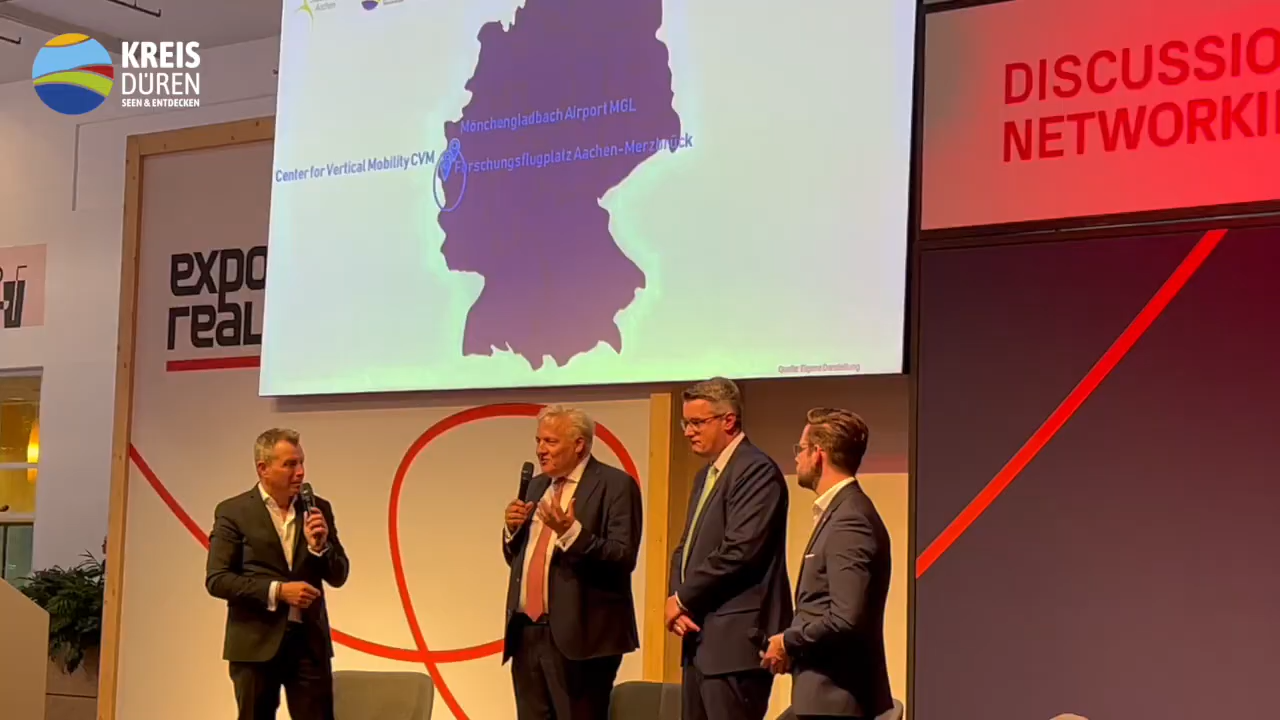 KREIS
DÜREN
SEEN & ENTDECKEN
Aachen
Mönchengladbach Airport MGL
Center for Vertical Mobility CVM
Forschungsflugplatz Aachen-Merzbrück
Quelle: Eigene Darstellung
expo
real
DISCUSSIO
NETWORKI